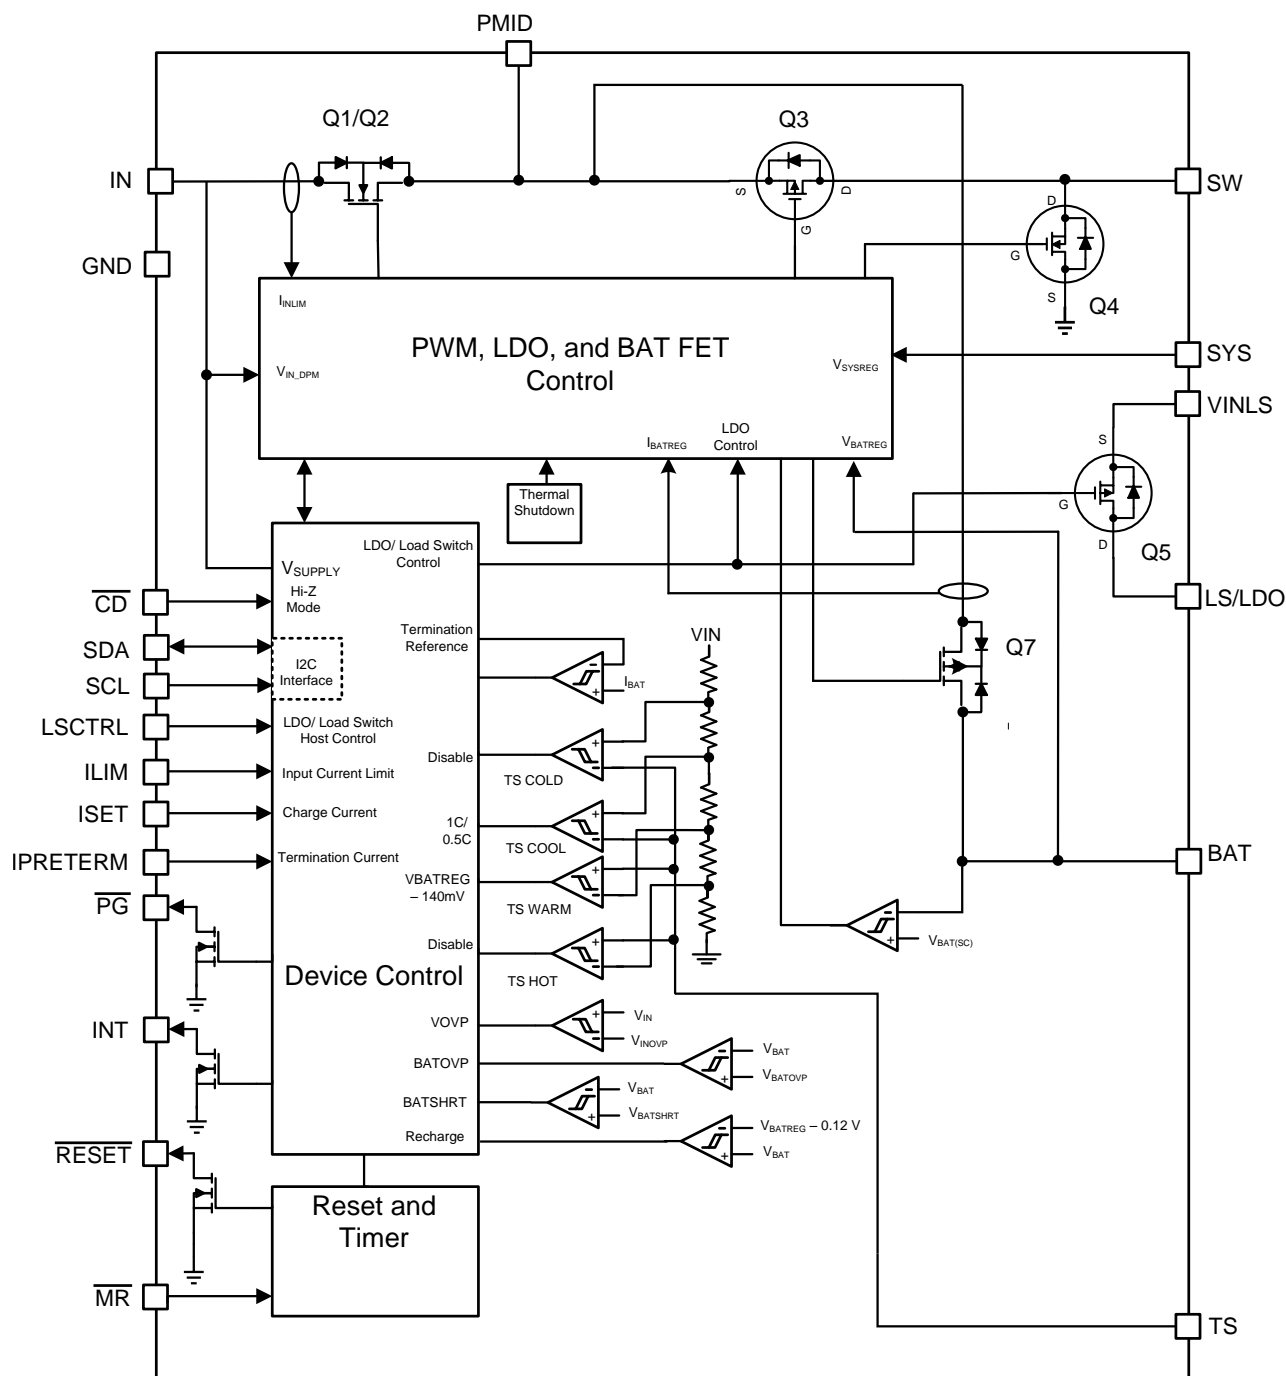 PMID
Q1/Q2
Q3
IN
S
D
G
SW
D
G
S
Q4
GND
I_INLIM
PWM, LDO, and BAT FET
Control
V_IN_DPM
V_SYSREG
SYS
I_BATREG
LDO
Control
V_BATREG
VINLS
S
G
D
Q5
LS/LDO
Thermal
Shutdown
LDO/ Load Switch
Control
V_SUPPLY
Hi-Z
Mode
CD
SDA
SCL
I2C
Interface
Termination
Reference
I_BAT
VIN
Q7
LSCTRL
LDO/ Load Switch
Host Control
ILIM
Input Current Limit
Disable
TS COLD
ISET
Charge Current
1C/
0.5C
TS COOL
IPRETERM
Termination Current
VBATREG
– 140mV
TS WARM
BAT
PG
Disable
TS HOT
V_BAT(SC)
Device Control
INT
VOVP
V_IN
V_INOVP
BATOVP
V_BAT
V_BATOVP
BATSHRT
V_BAT
V_BATSHRT
Recharge
V_BATREG – 0.12 V
V_BAT
RESET
Reset and
Timer
MR
TS